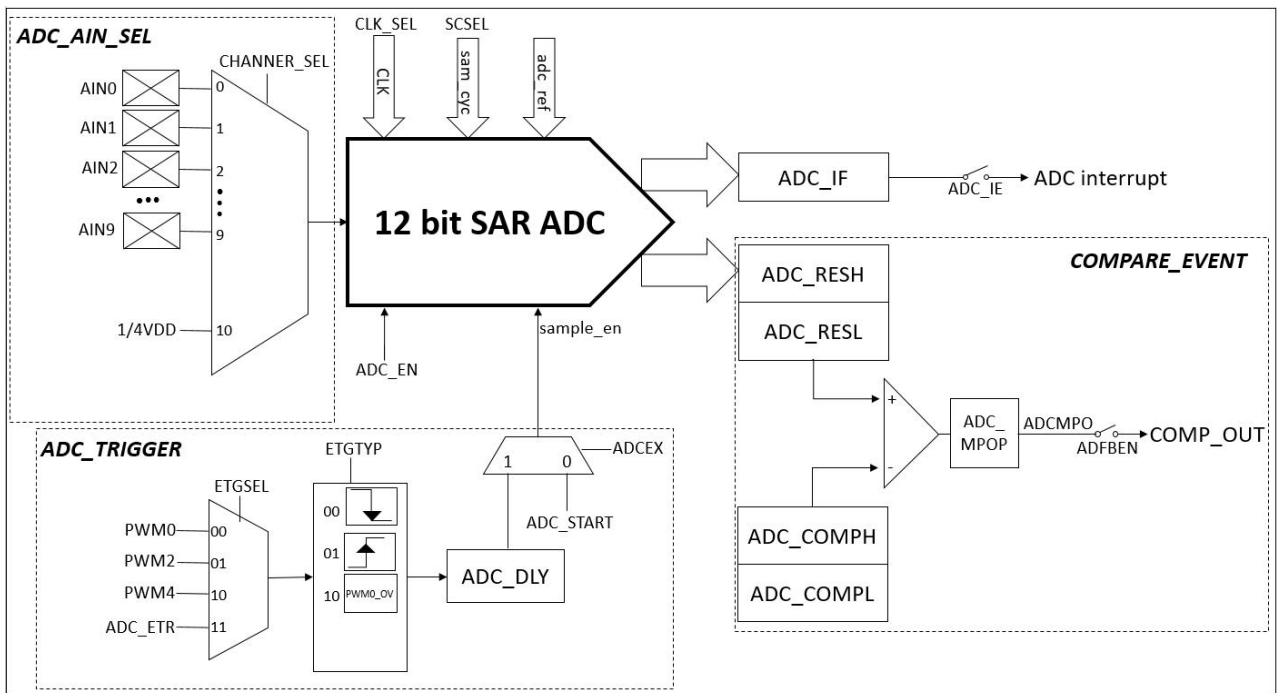 ADC_AIN_SEL
CHANNER_SEL
AIN0
0
AIN1
1
AIN2
2
•••
AIN9
9
1/4VDD
10
CLK_SEL
CLK
SCSEL
sam_cyc
adc_ref
12 bit SAR ADC
ADC_EN
sample_en
ADC_IF
ADC_IE
ADC interrupt
COMPARE_EVENT
ADC_RESH
ADC_RESL
+
-
ADC_
MPOP
ADCMPO
ADFBEN
COMP_OUT
ADC_COMPH
ADC_COMPL
ADC_TRIGGER
ETGSEL
PWM0
00
PWM2
01
PWM4
10
ADC_ETR
11
ETGTYP
00
01
10
PWM0_OV
ADC_DLY
1
0
ADCEX
ADC_START